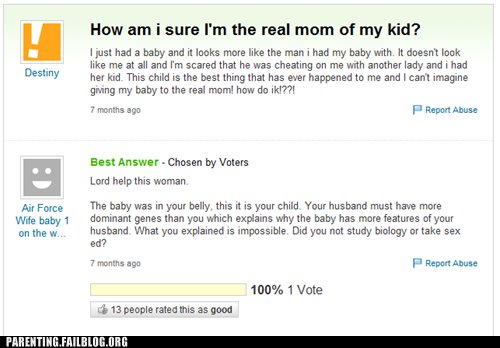 How am i sure I'm the real mom of my kid?
I just had a baby and it looks more like the man i had my baby with. It doesn't look
like me at all and I'm scared that he was cheating on me with another lady and i had
her kid. This child is the best thing that has ever happened to me and I can't imagine
giving my baby to the real mom! how do ik!??!
Destiny
7 months ago
Report Abuse
Best Answer - Chosen by Voters
Lord help this woman.
The baby was in your belly, this it is your child. Your husband must have more
dominant genes than you which explains why the baby has more features of your
husband. What you explained is impossible. Did you not study biology or take sex
ed?
Air Force
Wife baby 1
on the w...
7 months ago
Report Abuse
100% 1 Vote
13 people rated this as good
PARENTING.FAILBLOG.ORG